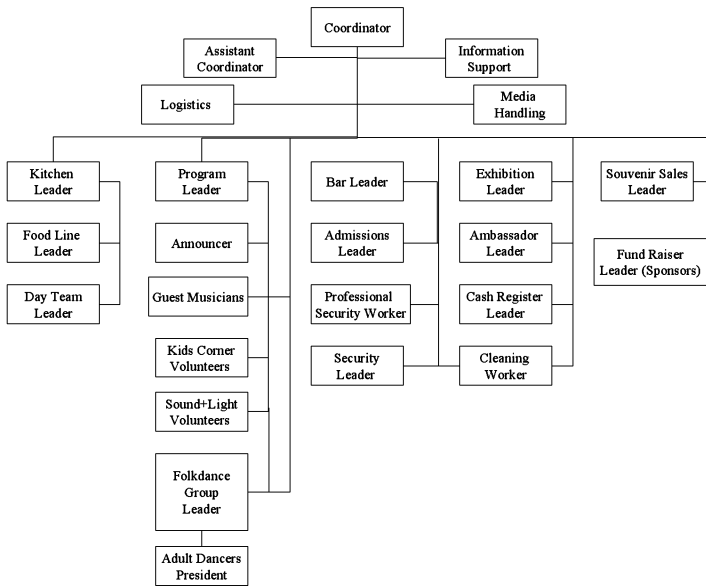 Coordinator
Assistant
Coordinator
Information
Support
Logistics
Media
Handling
Kitchen
Leader
Program
Leader
Bar Leader
Exhibition
Leader
Souvenir Sales
Leader
Food Line
Leader
Announcer
Admissions
Leader
Ambassador
Leader
Fund Raiser
Leader (Sponsors)
Day Team
Leader
Guest Musicians
Professional
Security Worker
Cash Register
Leader
Kids Corner
Volunteers
Security
Leader
Cleaning
Worker
Sound+Light
Volunteers
Folkdance
Group
Leader
Adult Dancers
President